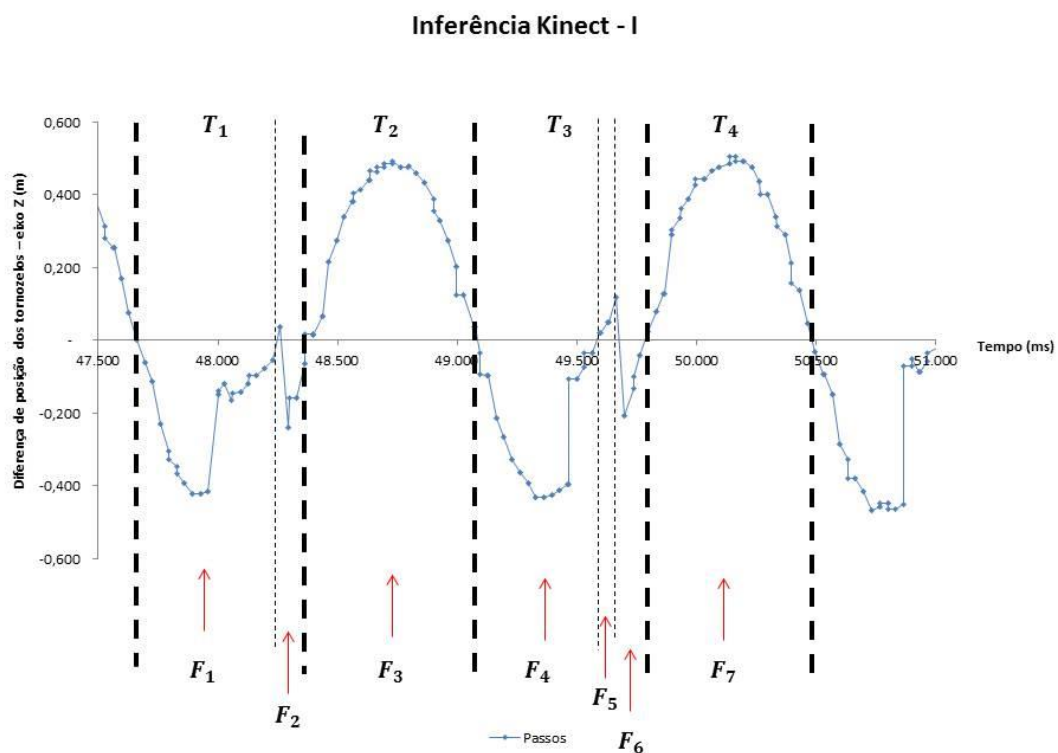 Inferência Kinect - I
T₁ T₂ T₃ T₄
Diferença de posição dos tornozelos – eixo Z (m)
0,600
0,400
0,200
-
-0,200
-0,400
-0,600
47.500 48.000 48.500 49.000 49.500 50.000 50.500 51.000 Tempo (ms)
F₁ F₂ F₃ F₄ F₅ F₆ F₇
Passos